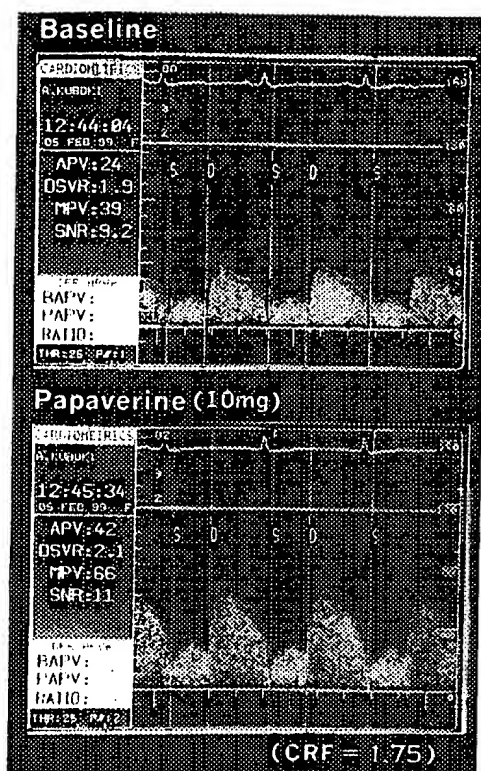 Baseline
CARDIOMETRICS
A.KUBOKI
12:44:04
05 FEB 99 F
APV:24
DSVR:1.9
MPV:39
SNR:9.2
BAPV:
PAPV:
RATIO:
S D S D S
Papaverine (10mg)
CARDIOMETRICS
A.KUBOKI
12:45:34
05 FEB 99 F
APV:42
DSVR:2.1
MPV:66
SNR:11
BAPV:
PAPV:
RATIO:
S D S D S
(CRF = 1.75)